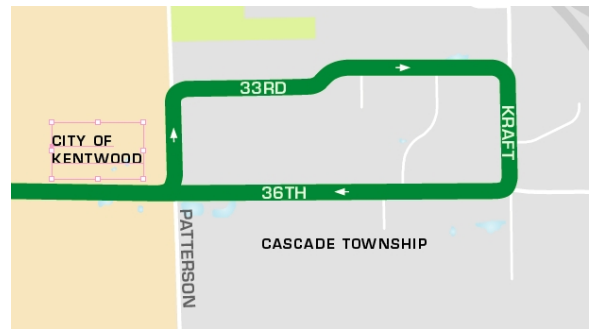 33RD
CITY OF
KENTWOOD
KRAFT
36TH
PATTERSON
CASCADE TOWNSHIP